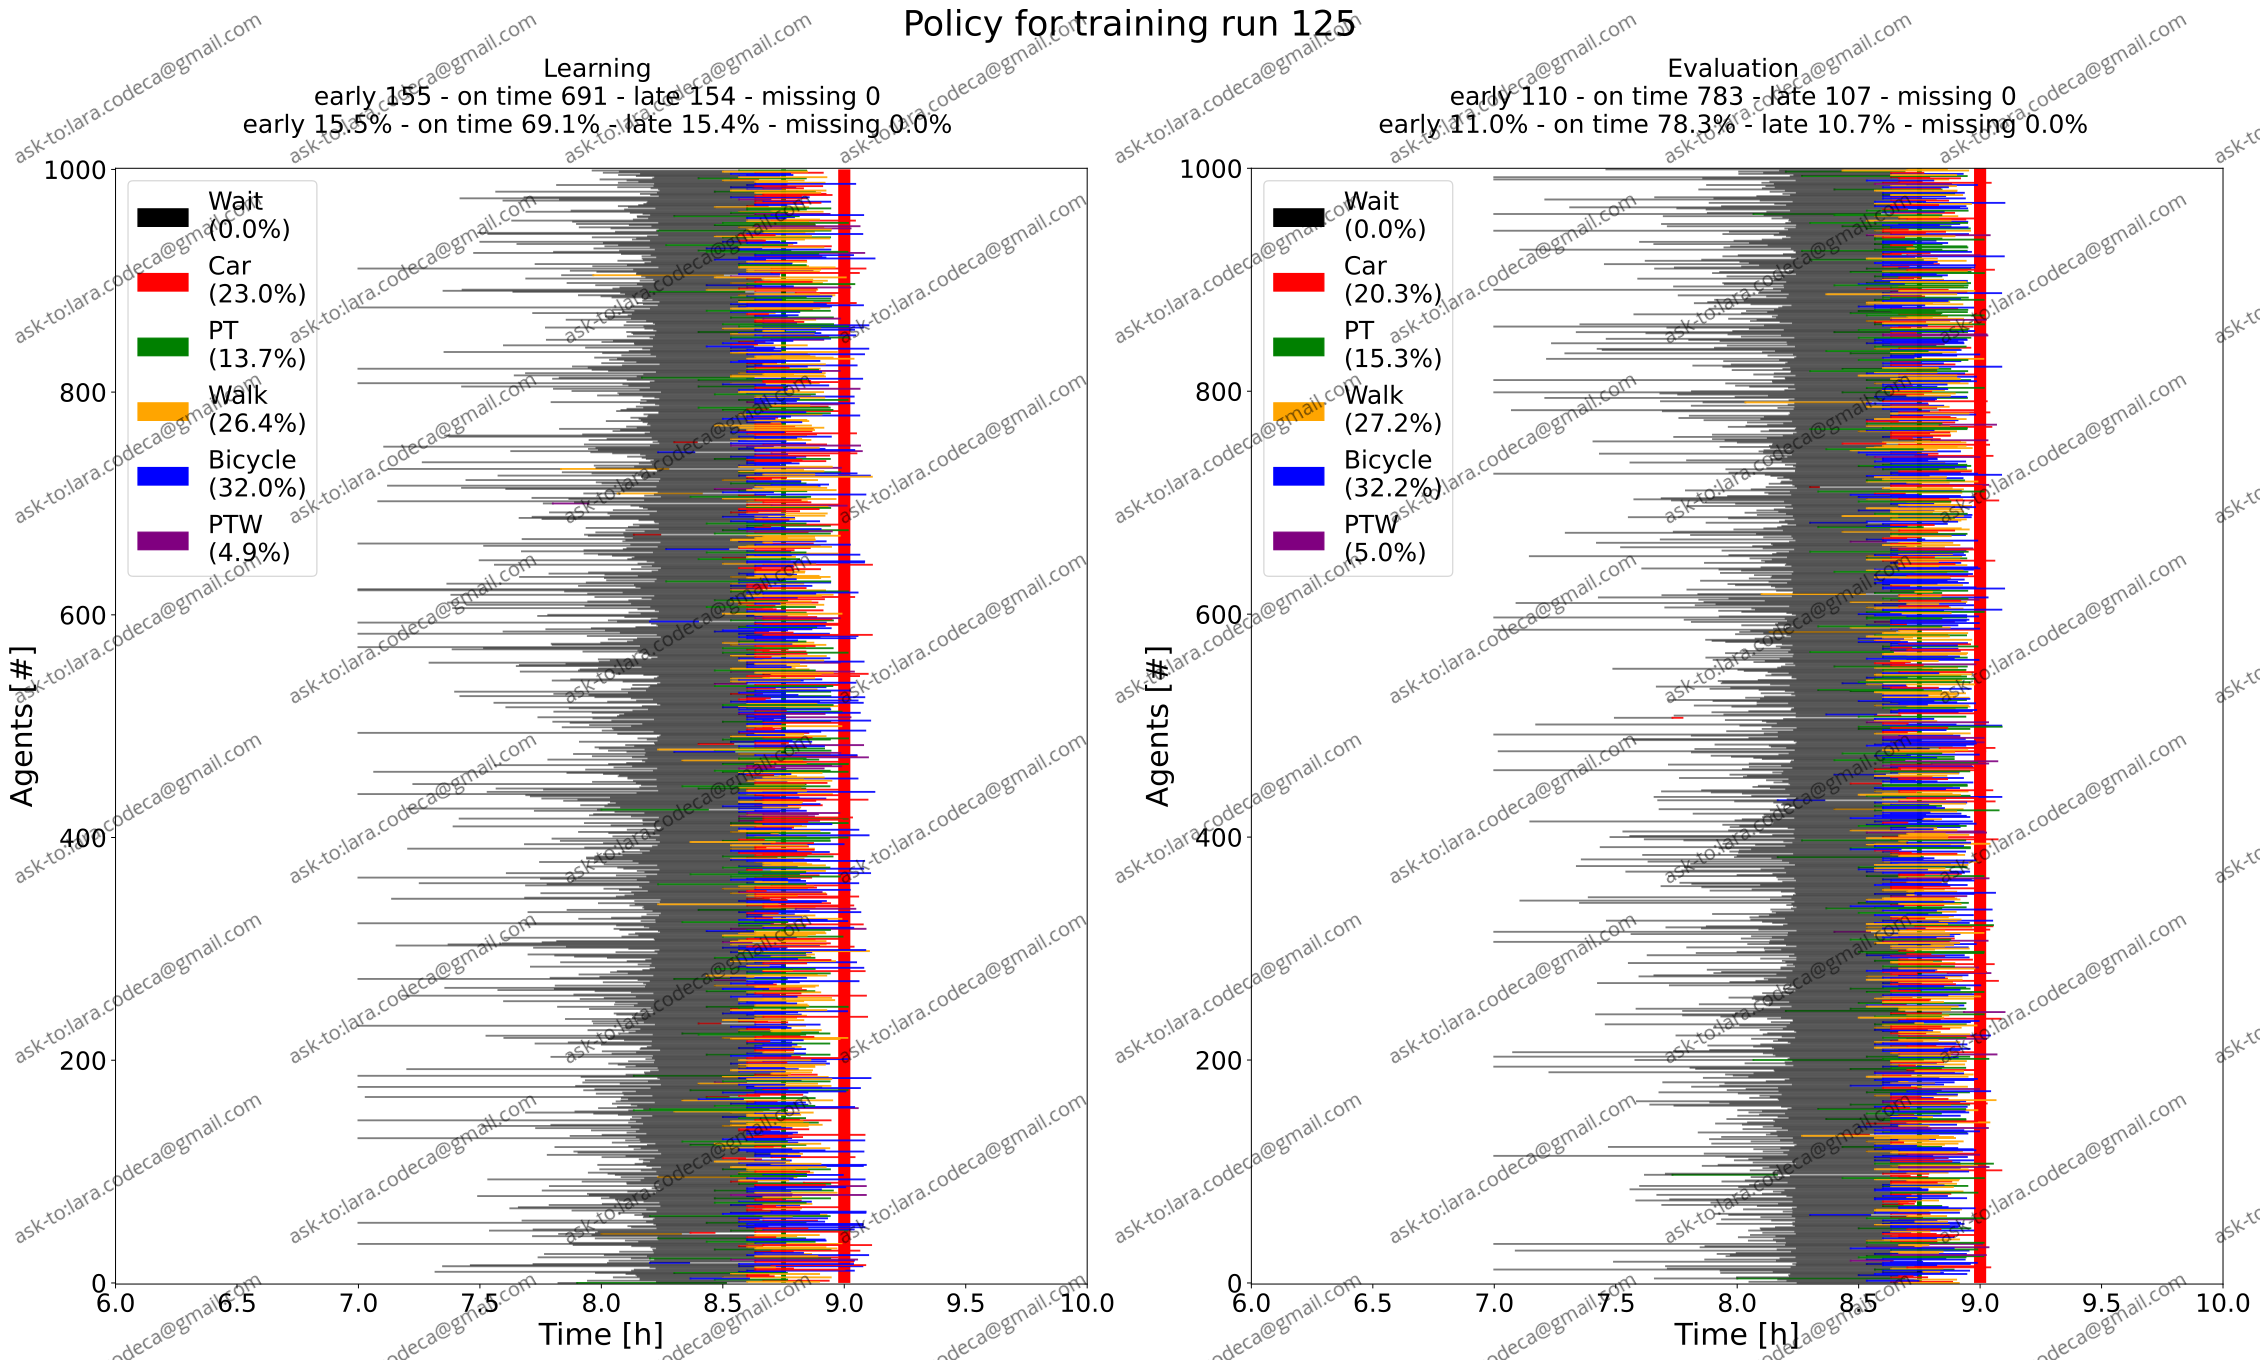 Policy for training run 125
Learning
early 155 - on time 691 - late 154 - missing 0
early 15.5% - on time 69.1% - late 15.4% - missing 0.0%
1000
800
600
400
200
0
Agents [#]
Wait
(0.0%)
Car
(23.0%)
PT
(13.7%)
Walk
(26.4%)
Bicycle
(32.0%)
PTW
(4.9%)
6.0 6.5 7.0 7.5 8.0 8.5 9.0 9.5 10.0
Time [h]
Evaluation
early 110 - on time 783 - late 107 - missing 0
early 11.0% - on time 78.3% - late 10.7% - missing 0.0%
1000
800
600
400
200
0
Agents [#]
Wait
(0.0%)
Car
(20.3%)
PT
(15.3%)
Walk
(27.2%)
Bicycle
(32.2%)
PTW
(5.0%)
6.0 6.5 7.0 7.5 8.0 8.5 9.0 9.5 10.0
Time [h]
ask-to:lara.codeca@gmail.com